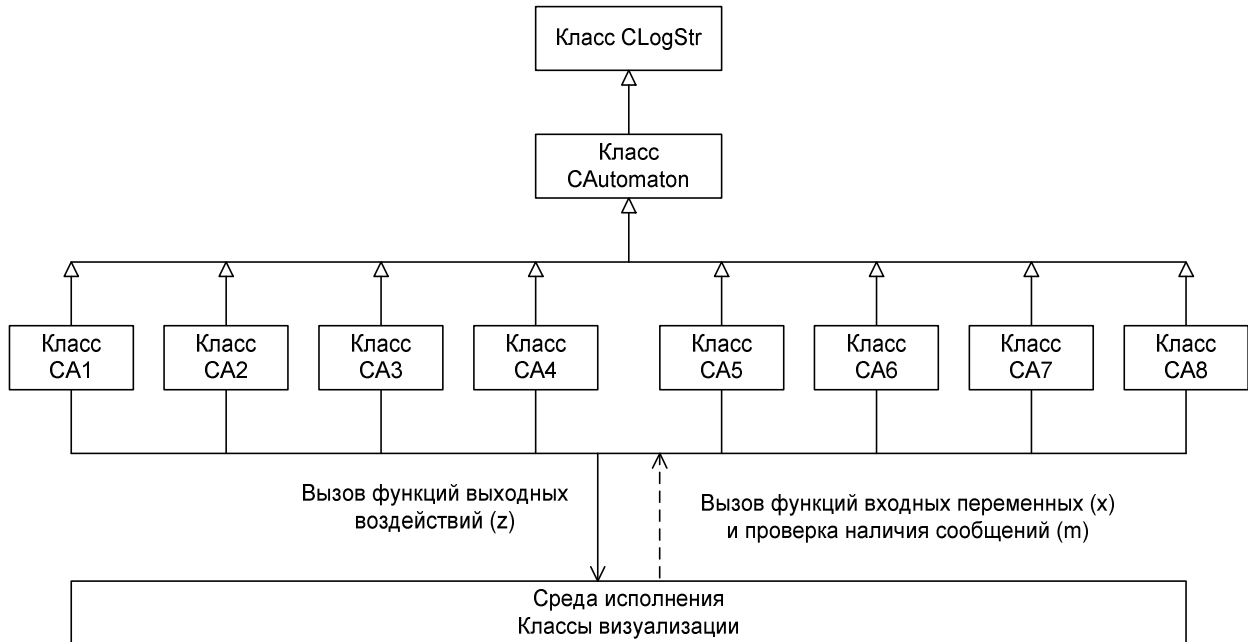 Класс CLogStr
Класс
CAutomaton
Класс
CA1
Класс
CA2
Класс
CA3
Класс
CA4
Класс
CA5
Класс
CA6
Класс
CA7
Класс
CA8
Вызов функций выходных
воздействий (z)
Вызов функций входных переменных (x)
и проверка наличия сообщений (m)
Среда исполнения
Классы визуализации